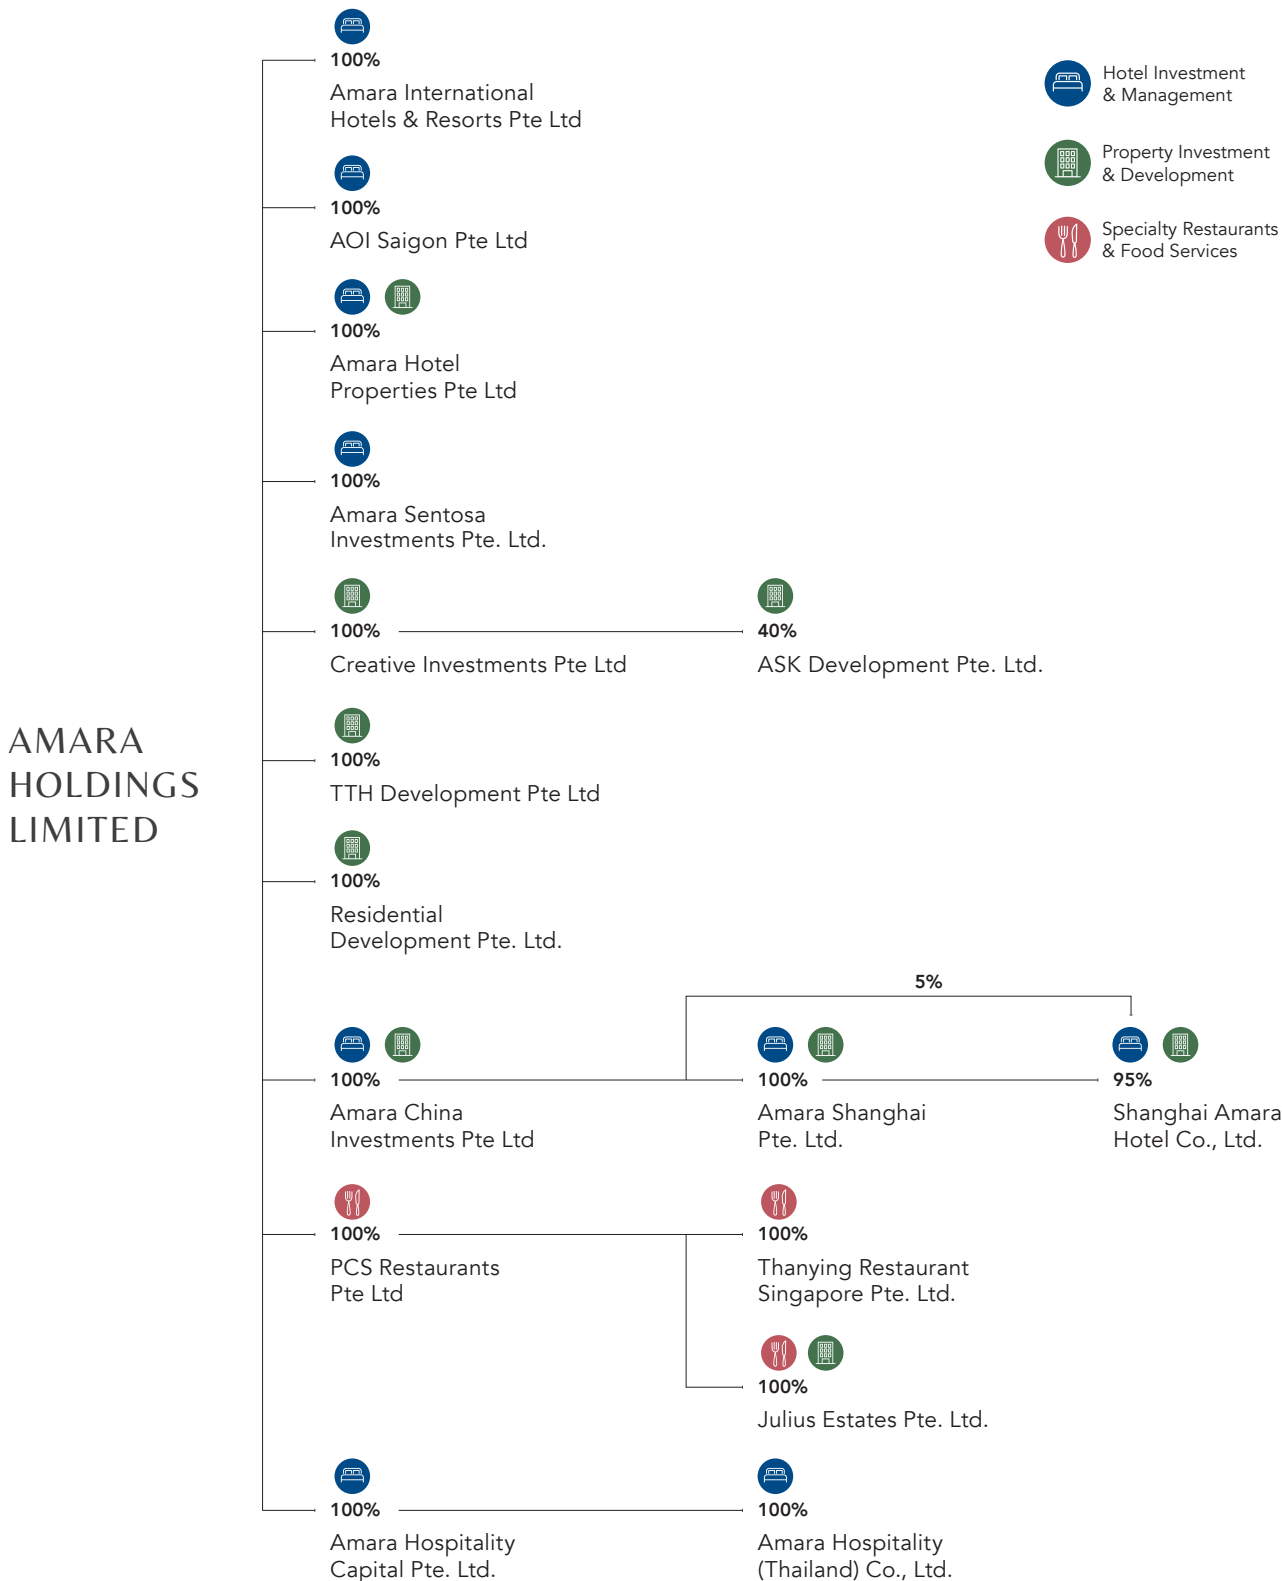 AMARA
HOLDINGS
LIMITED
100%
Amara International
Hotels & Resorts Pte Ltd
100%
AOI Saigon Pte Ltd
100%
Amara Hotel
Properties Pte Ltd
100%
Amara Sentosa
Investments Pte. Ltd.
100%
Creative Investments Pte Ltd
40%
ASK Development Pte. Ltd.
100%
TTH Development Pte Ltd
100%
Residential
Development Pte. Ltd.
5%
100%
Amara China
Investments Pte Ltd
100%
Amara Shanghai
Pte. Ltd.
95%
Shanghai Amara
Hotel Co., Ltd.
100%
PCS Restaurants
Pte Ltd
100%
Thanying Restaurant
Singapore Pte. Ltd.
100%
Julius Estates Pte. Ltd.
100%
Amara Hospitality
Capital Pte. Ltd.
100%
Amara Hospitality
(Thailand) Co., Ltd.
Hotel Investment
& Management
Property Investment
& Development
Specialty Restaurants
& Food Services